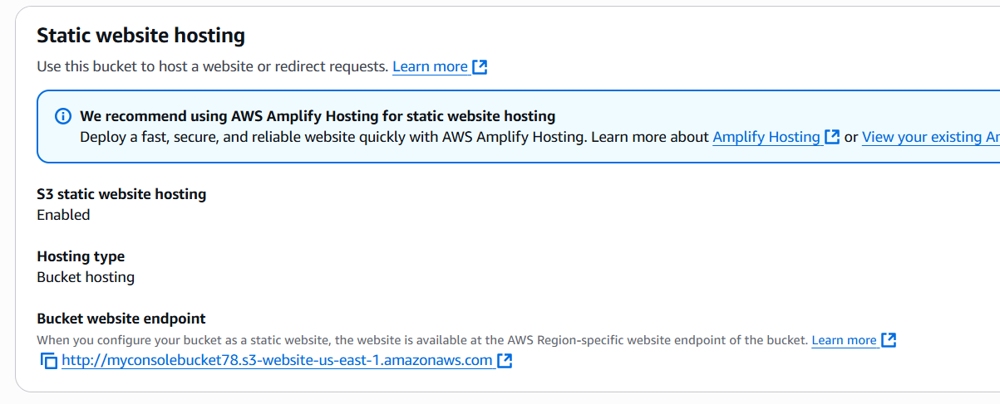 Static website hosting
Use this bucket to host a website or redirect requests. Learn more
We recommend using AWS Amplify Hosting for static website hosting
Deploy a fast, secure, and reliable website quickly with AWS Amplify Hosting. Learn more about Amplify Hosting or View your existing
S3 static website hosting
Enabled
Hosting type
Bucket hosting
Bucket website endpoint
When you configure your bucket as a static website, the website is available at the AWS Region-specific website endpoint of the bucket. Learn more
http://myconsolebucket78.s3-website-us-east-1.amazonaws.com